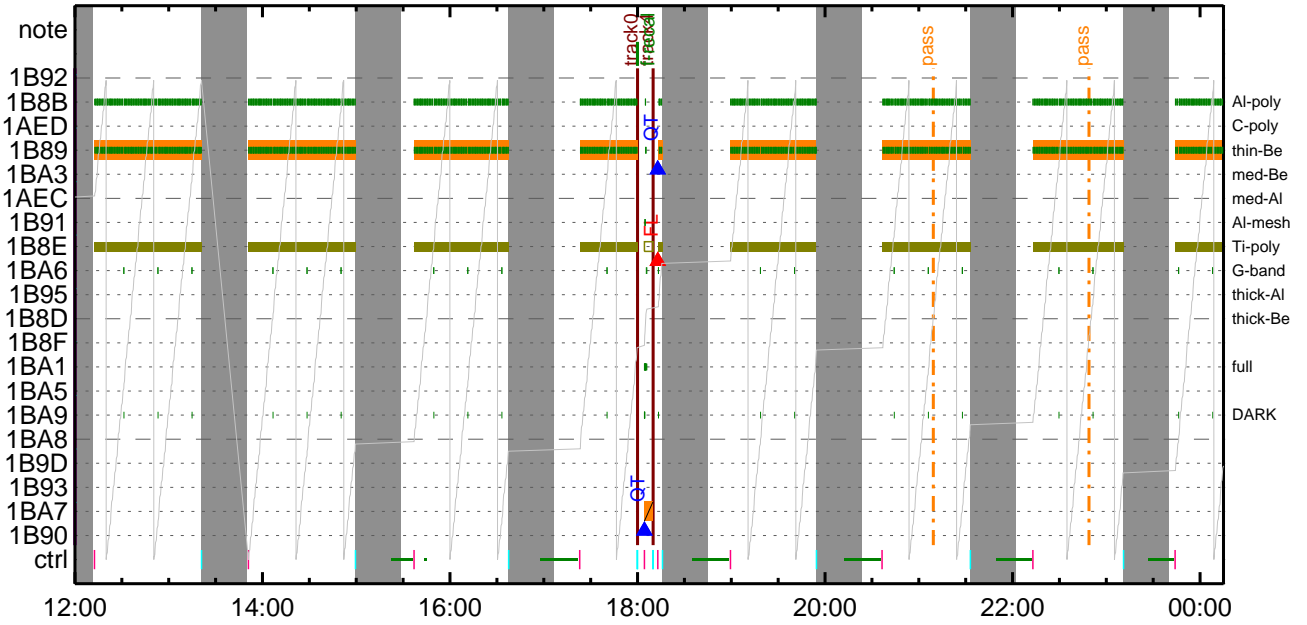 note
track0
track1
pass
pass
1B92
1B8B Al-poly
1AED C-poly
1B89 QT thin-Be
1BA3 med-Be
1AEC med-Al
1B91 Al-mesh
1B8E FL Ti-poly
1BA6 G-band
1B95 thick-Al
1B8D thick-Be
1B8F
1BA1 full
1BA5
1BA9 DARK
1BA8
1B9D
1B93 QT
1BA7
1B90
ctrl
12:00 14:00 16:00 18:00 20:00 22:00 00:00